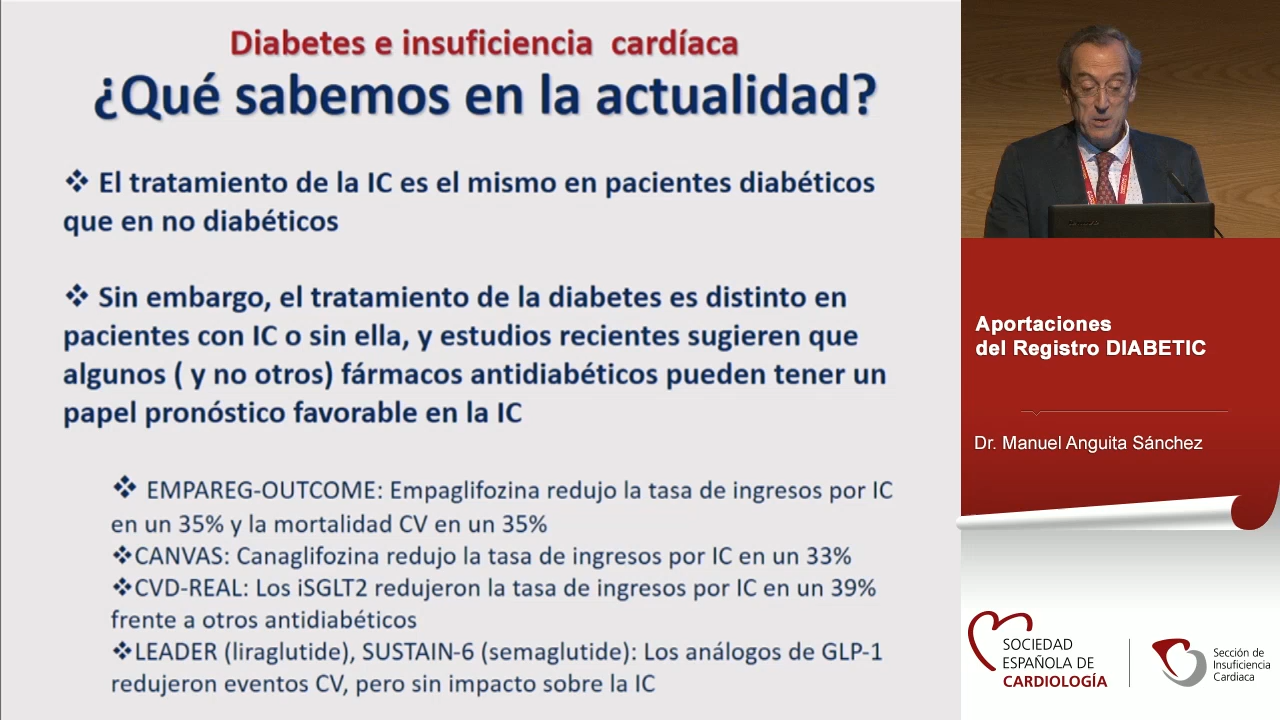 Diabetes e insuficiencia cardíaca
¿Qué sabemos en la actualidad?
❖ El tratamiento de la IC es el mismo en pacientes diabéticos
que en no diabéticos
❖ Sin embargo, el tratamiento de la diabetes es distinto en
pacientes con IC o sin ella, y estudios recientes sugieren que
algunos ( y no otros) fármacos antidiabéticos pueden tener un
papel pronóstico favorable en la IC
❖ EMPAREG-OUTCOME: Empaglifozina redujo la tasa de ingresos por IC
en un 35% y la mortalidad CV en un 35%
❖CANVAS: Canaglifozina redujo la tasa de ingresos por IC en un 33%
❖CVD-REAL: Los iSGLT2 redujeron la tasa de ingresos por IC en un 39%
frente a otros antidiabéticos
❖LEADER (liraglutide), SUSTAIN-6 (semaglutide): Los análogos de GLP-1
redujeron eventos CV, pero sin impacto sobre la IC
Aportaciones
del Registro DIABETIC
Dr. Manuel Anguita Sánchez
SOCIEDAD
ESPAÑOLA DE
CARDIOLOGÍA
Sección de
Insuficiencia
Cardiaca